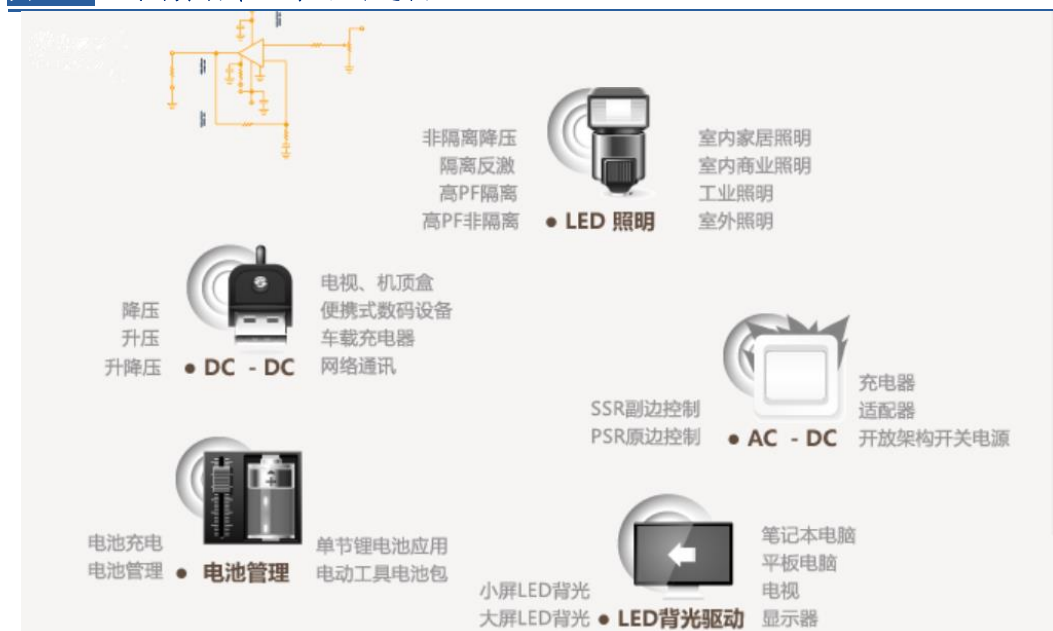 非隔离降压
隔离反激
高PF隔离
高PF非隔离
• LED 照明
室内家居照明
室内商业照明
工业照明
室外照明
降压
升压
升降压
• DC - DC
电视、机顶盒
便携式数码设备
车载充电器
网络通讯
SSR副边控制
PSR原边控制
• AC - DC
充电器
适配器
开放架构开关电源
电池充电
电池管理
• 电池管理
单节锂电池应用
电动工具电池包
小屏LED背光
大屏LED背光
• LED背光驱动
笔记本电脑
平板电脑
电视
显示器